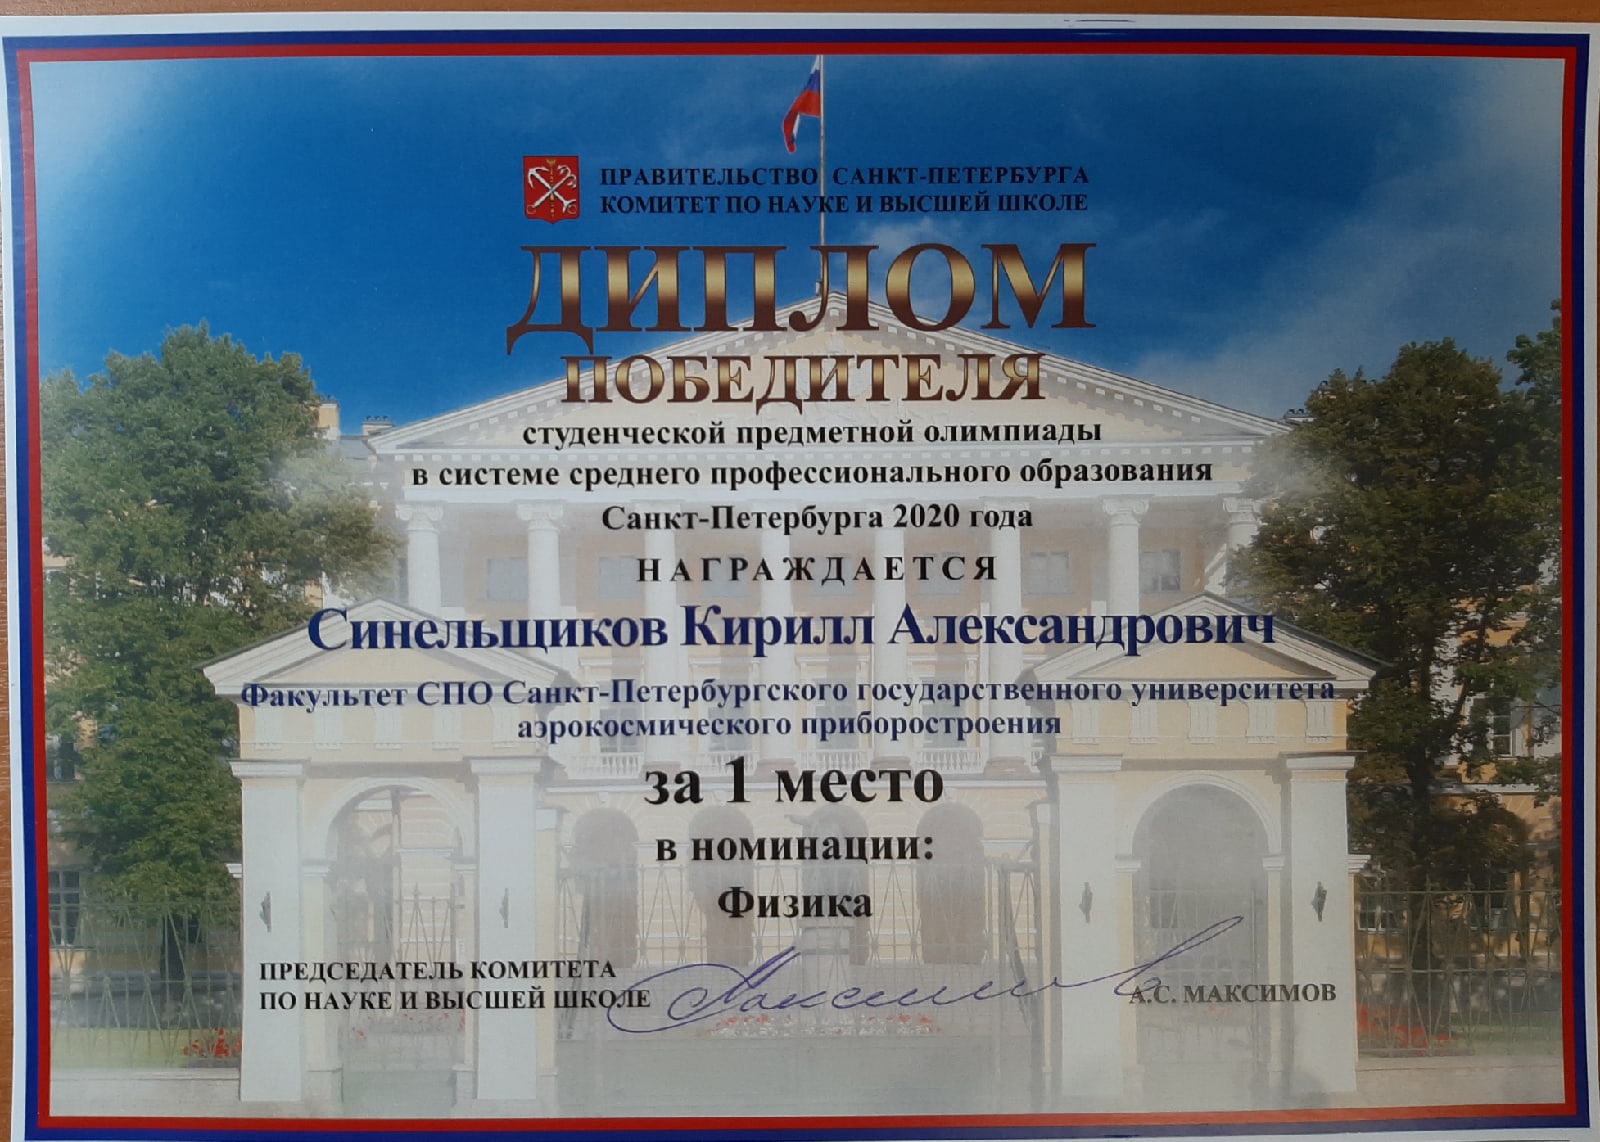 ПРАВИТЕЛЬСТВО САНКТ-ПЕТЕРБУРГА
КОМИТЕТ ПО НАУКЕ И ВЫСШЕЙ ШКОЛЕ
ДИПЛОМ
ПОБЕДИТЕЛЯ
студенческой предметной олимпиады
в системе среднего профессионального образования
Санкт-Петербурга 2020 года
НАГРАЖДАЕТСЯ
Синельщиков Кирилл Александрович
Факультет СПО Санкт-Петербургского государственного университета
аэрокосмического приборостроения
за 1 место
в номинации:
Физика
ПРЕДСЕДАТЕЛЬ КОМИТЕТА
ПО НАУКЕ И ВЫСШЕЙ ШКОЛЕ
А.С. МАКСИМОВ